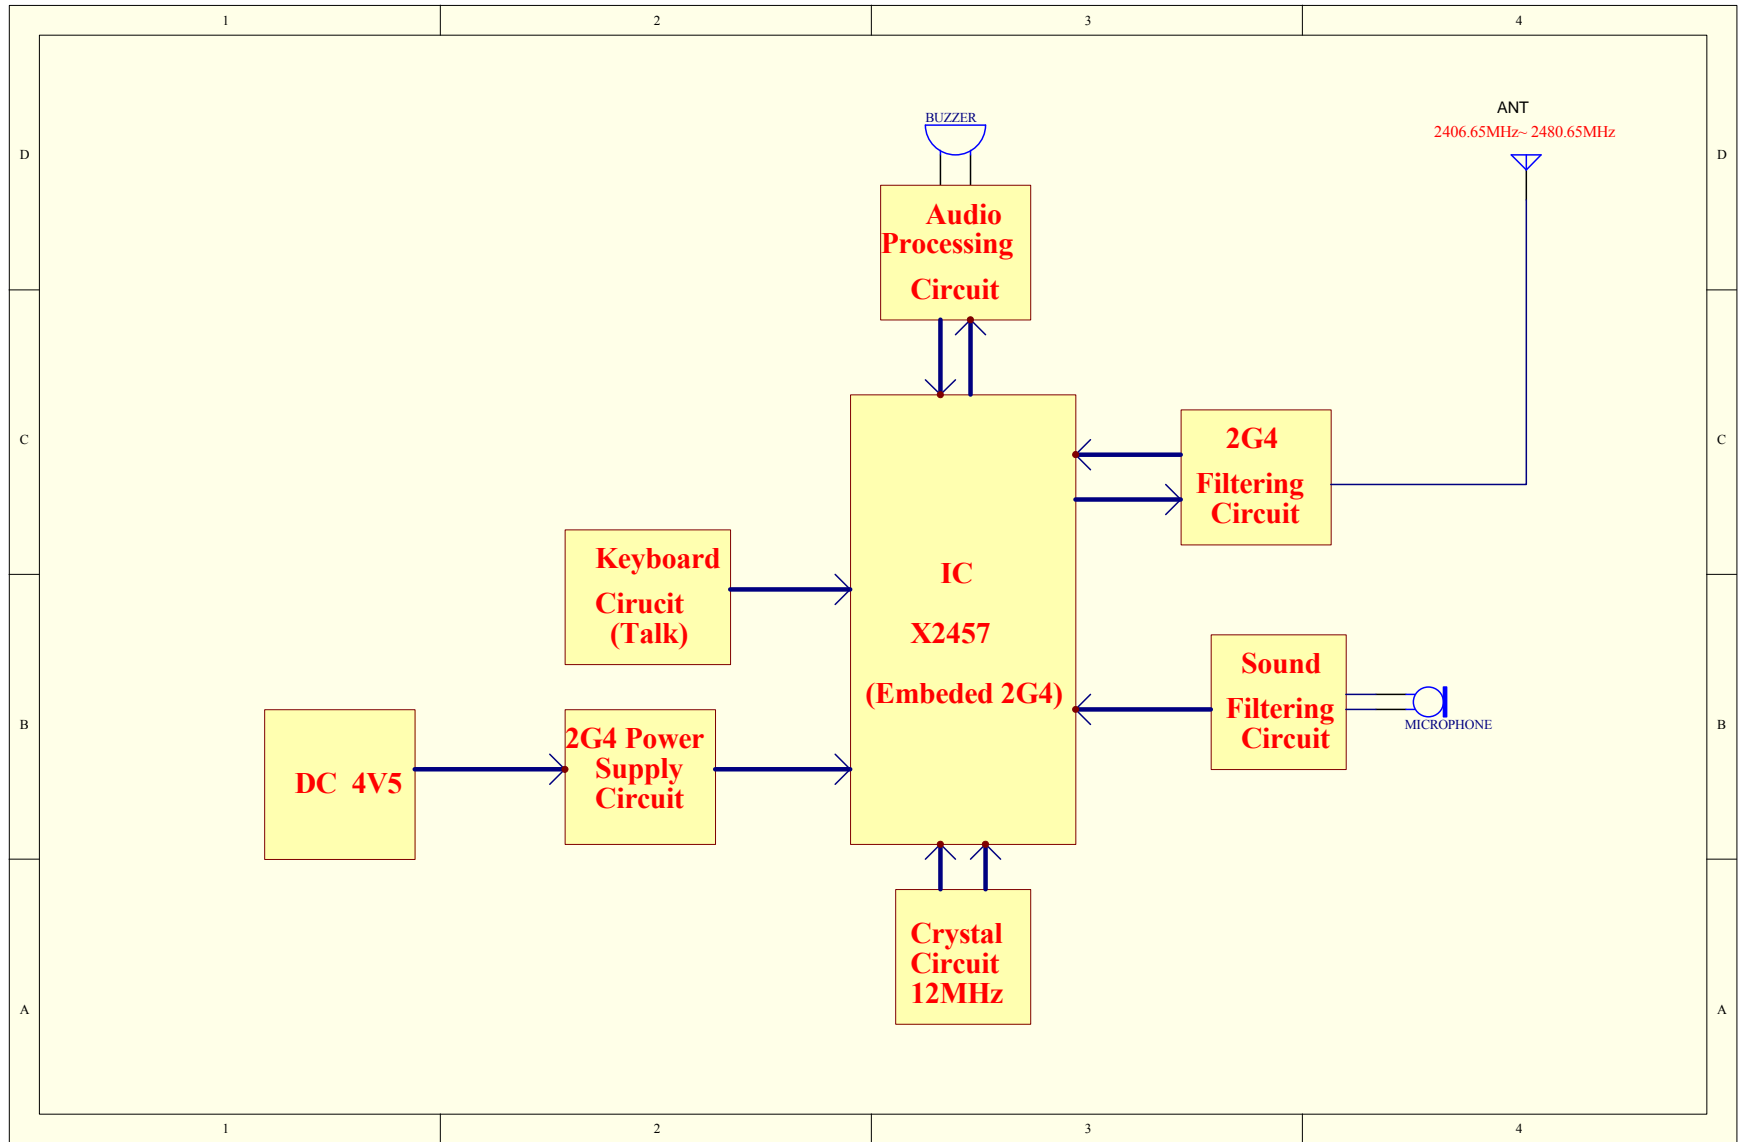 1 2 3 4
D D
C C
B B
A A
BUZZER
ANT
2406.65MHz~ 2480.65MHz
Audio
Processing
Circuit
2G4
Filtering
Circuit
Keyboard
Cirucit
(Talk)
IC
X2457
(Embeded 2G4)
Sound
Filtering
Circuit
MICROPHONE
DC 4V5
2G4 Power
Supply
Circuit
Crystal
Circuit
12MHz
1 2 3 4